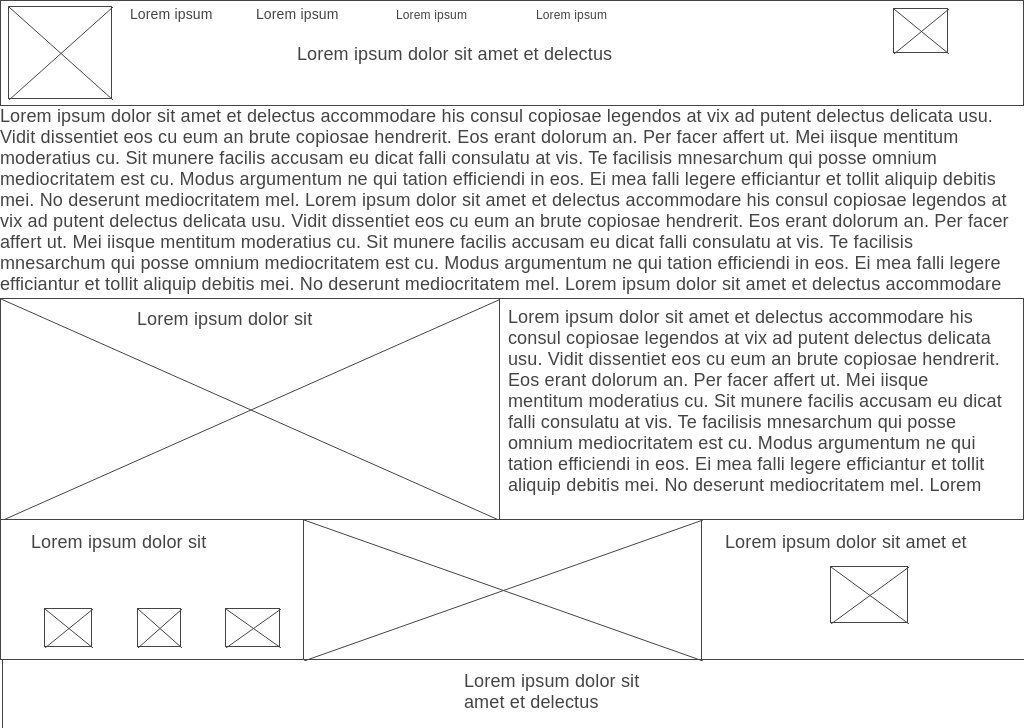 Lorem ipsum
Lorem ipsum
Lorem ipsum
Lorem ipsum
Lorem ipsum dolor sit amet et delectus
Lorem ipsum dolor sit amet et delectus accommodare his consul copiosae legendos at vix ad putent delectus delicata usu.
Vidit dissentiet eos cu eum an brute copiosae hendrerit. Eos erant dolorum an. Per facer affert ut. Mei iisque mentitum
moderatius cu. Sit munere facilis accusam eu dicat falli consulatu at vis. Te facilisis mnesarchum qui posse omnium
mediocritatem est cu. Modus argumentum ne qui tation efficiendi in eos. Ei mea falli legere efficiantur et tollit aliquip debitis
mei. No deserunt mediocritatem mel. Lorem ipsum dolor sit amet et delectus accommodare his consul copiosae legendos at
vix ad putent delectus delicata usu. Vidit dissentiet eos cu eum an brute copiosae hendrerit. Eos erant dolorum an. Per facer
affert ut. Mei iisque mentitum moderatius cu. Sit munere facilis accusam eu dicat falli consulatu at vis. Te facilisis
mnesarchum qui posse omnium mediocritatem est cu. Modus argumentum ne qui tation efficiendi in eos. Ei mea falli legere
efficiantur et tollit aliquip debitis mei. No deserunt mediocritatem mel. Lorem ipsum dolor sit amet et delectus accommodare
Lorem ipsum dolor sit
Lorem ipsum dolor sit amet et delectus accommodare his
consul copiosae legendos at vix ad putent delectus delicata
usu. Vidit dissentiet eos cu eum an brute copiosae hendrerit.
Eos erant dolorum an. Per facer affert ut. Mei iisque
mentitum moderatius cu. Sit munere facilis accusam eu dicat
falli consulatu at vis. Te facilisis mnesarchum qui posse
omnium mediocritatem est cu. Modus argumentum ne qui
tation efficiendi in eos. Ei mea falli legere efficiantur et tollit
aliquip debitis mei. No deserunt mediocritatem mel. Lorem
Lorem ipsum dolor sit
Lorem ipsum dolor sit amet et
Lorem ipsum dolor sit
amet et delectus